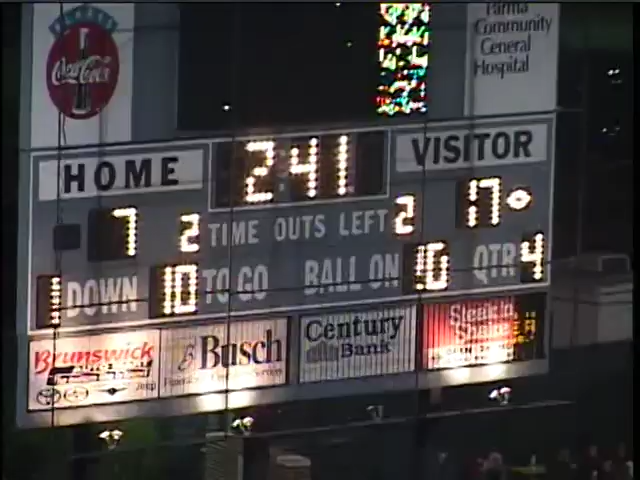 Parma
Community
General
Hospital
Coca-Cola
HOME 2:41 VISITOR
7 2 TIME OUTS LEFT 2 17
1 DOWN 10 TO GO BALL ON 10 QTR 4
Brunswick
Jeep
Busch
Century
Bank
Steak'n
Shake